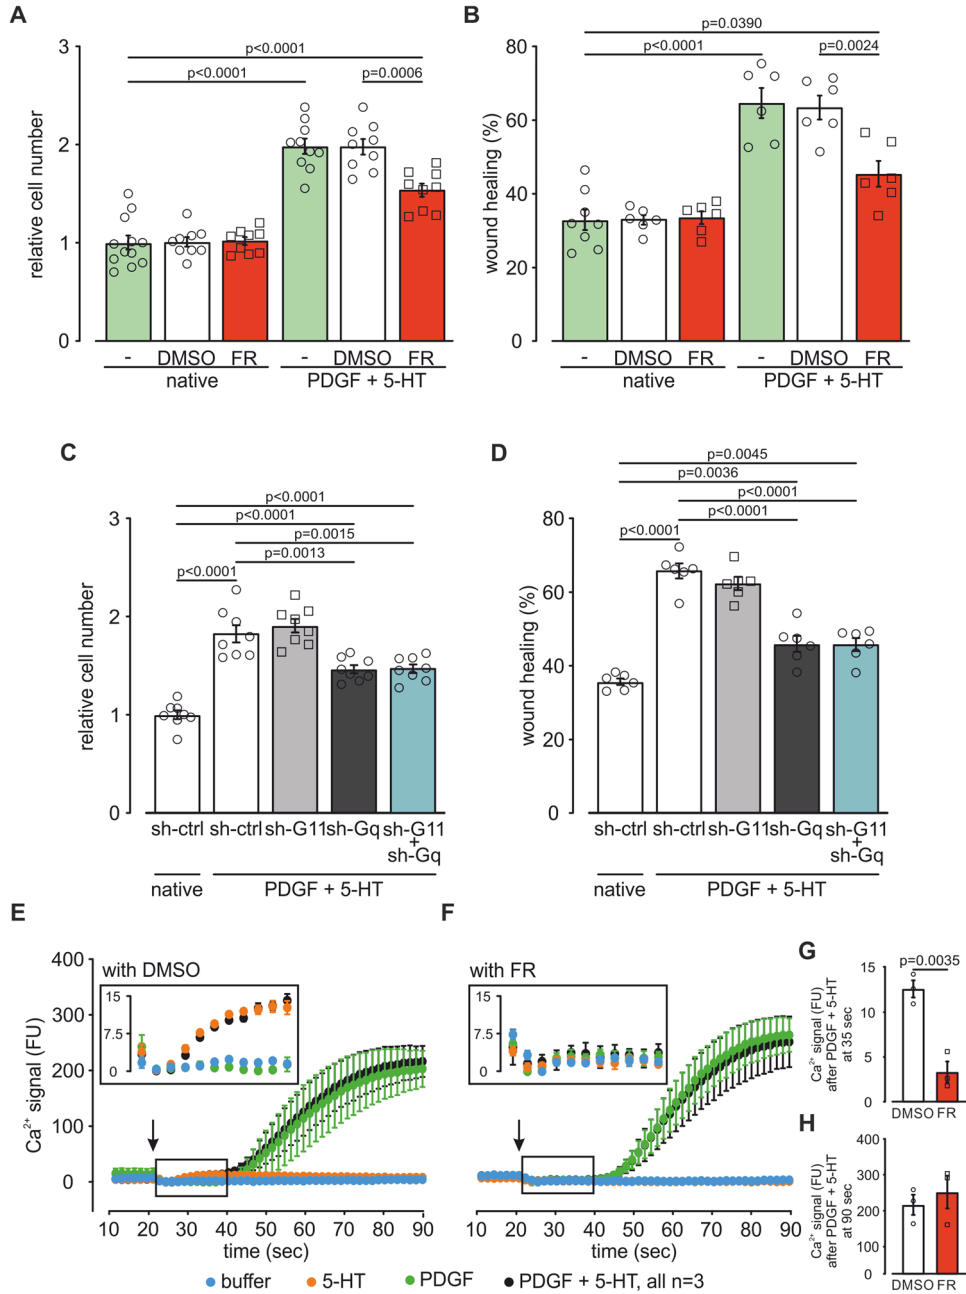 A
3
2
1
0
relative cell number
p<0.0001
p<0.0001
p=0.0006
- DMSO FR - DMSO FR
native PDGF + 5-HT
B
80
60
40
20
0
wound healing (%)
p=0.0390
p<0.0001
p=0.0024
- DMSO FR - DMSO FR
native PDGF + 5-HT
C
3
2
1
0
relative cell number
p<0.0001
p<0.0001
p=0.0015
p=0.0013
p<0.0001
sh-ctrl sh-ctrl sh-G11 sh-Gq sh-G11
+
sh-Gq
native PDGF + 5-HT
D
80
60
40
20
0
wound healing (%)
p=0.0045
p=0.0036
p<0.0001
p<0.0001
p<0.0001
sh-ctrl sh-ctrl sh-G11 sh-Gq sh-G11
+
sh-Gq
native PDGF + 5-HT
E
400
300
200
100
0
Ca²⁺ signal (FU)
with DMSO
15
7.5
0
10 20 30 40 50 60 70 80 90
time (sec)
F
with FR
15
7.5
0
10 20 30 40 50 60 70 80 90
time (sec)
G
15
10
5
0
Ca²⁺ signal (FU)
after PDGF + 5-HT
at 35 sec
p=0.0035
DMSO FR
H
400
300
200
100
0
Ca²⁺ signal (FU)
after PDGF + 5-HT
at 90 sec
DMSO FR
buffer 5-HT PDGF PDGF + 5-HT, all n=3